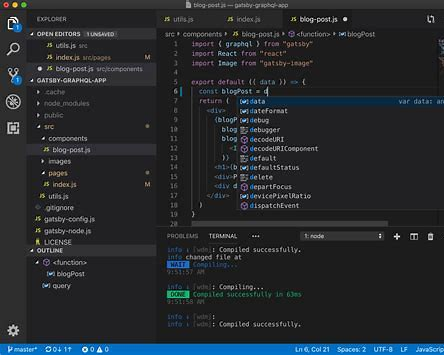 blog-post.js — gatsby-graphql-app
EXPLORER
OPEN EDITORS 1 UNSAVED
utils.js src
index.js src/pages
blog-post.js src/components
GATSBY-GRAPHQL-APP
.cache
node_modules
public
src
components
blog-post.js
images
pages
index.js
utils.js
.gitignore
gatsby-config.js
gatsby-node.js
LICENSE
OUTLINE
<function>
blogPost
query
utils.js
index.js
blog-post.js
src ▸ components ▸ blog-post.js ▸ <function> ▸ blogPost
1 import { graphql } from "gatsby"
2 import React from "react"
3 import Image from "gatsby-image"
4
5 export default ({ data }) => {
6 const blogPost = d
7 return (
8 <div>
9 {blogP
10 blog
11 blog
12 <I
13 )}
14 <h1>{b
15 <div>P
16 <div d
17 </div>
18 )
19 }
data
var data: an
dateFormat
debug
debugger
decodeURI
decodeURIComponent
default
defaultStatus
delete
departFocus
devicePixelRatio
dispatchEvent
PROBLEMS TERMINAL ••• 1: node
info ｢wdm｣: Compiled successfully.
info changed file at
WAIT Compiling...
9:51:57 AM
info ｢wdm｣: Compiling...
DONE Compiled successfully in 63ms
9:51:58 AM
info ｢wdm｣:
info ｢wdm｣: Compiled successfully.
master* 0↓ 1↑ 0 0 Ln 6, Col 21 Spaces: 2 UTF-8 LF JavaScript